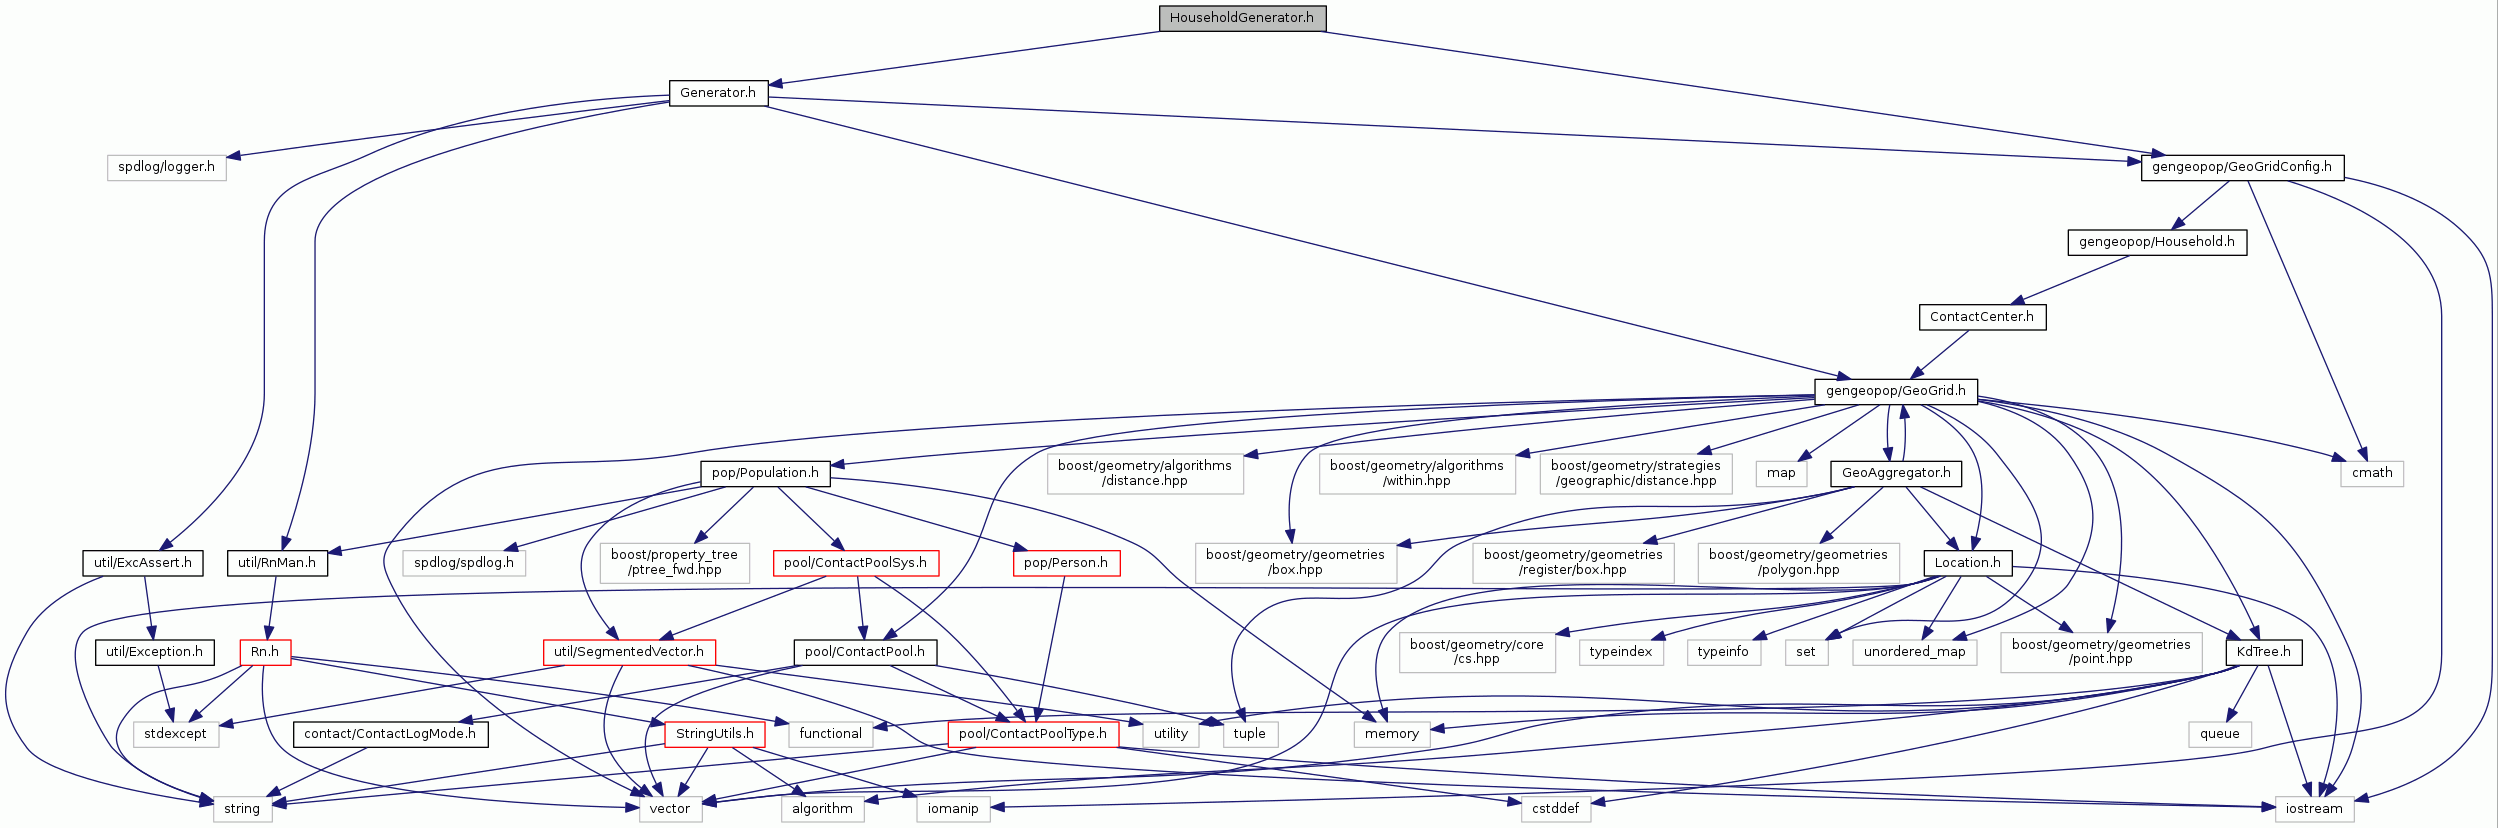 HouseholdGenerator.h
Generator.h
spdlog/logger.h
gengeopop/GeoGridConfig.h
gengeopop/Household.h
ContactCenter.h
gengeopop/GeoGrid.h
pop/Population.h
boost/geometry/algorithms
/distance.hpp
boost/geometry/algorithms
/within.hpp
boost/geometry/strategies
/geographic/distance.hpp
map
GeoAggregator.h
cmath
util/ExcAssert.h
util/RnMan.h
spdlog/spdlog.h
boost/property_tree
/ptree_fwd.hpp
pool/ContactPoolSys.h
pop/Person.h
boost/geometry/geometries
/box.hpp
boost/geometry/geometries
/register/box.hpp
boost/geometry/geometries
/polygon.hpp
Location.h
util/Exception.h
Rn.h
util/SegmentedVector.h
pool/ContactPool.h
boost/geometry/core
/cs.hpp
typeindex
typeinfo
set
unordered_map
boost/geometry/geometries
/point.hpp
KdTree.h
stdexcept
contact/ContactLogMode.h
StringUtils.h
functional
pool/ContactPoolType.h
utility
tuple
memory
queue
string
vector
algorithm
iomanip
cstddef
iostream